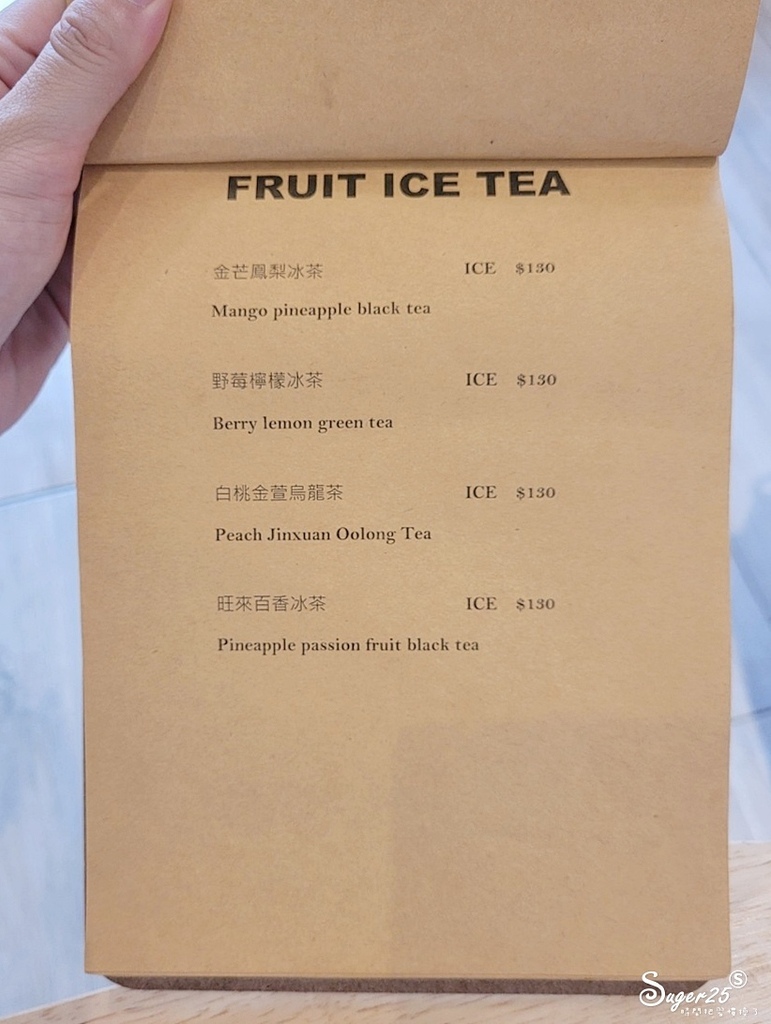 FRUIT ICE TEA
金芒鳳梨冰茶 ICE $130
Mango pineapple black tea
野莓檸檬冰茶 ICE $130
Berry lemon green tea
白桃金萱烏龍茶 ICE $130
Peach Jinxuan Oolong Tea
旺來百香冰茶 ICE $130
Pineapple passion fruit black tea
Suger25 S